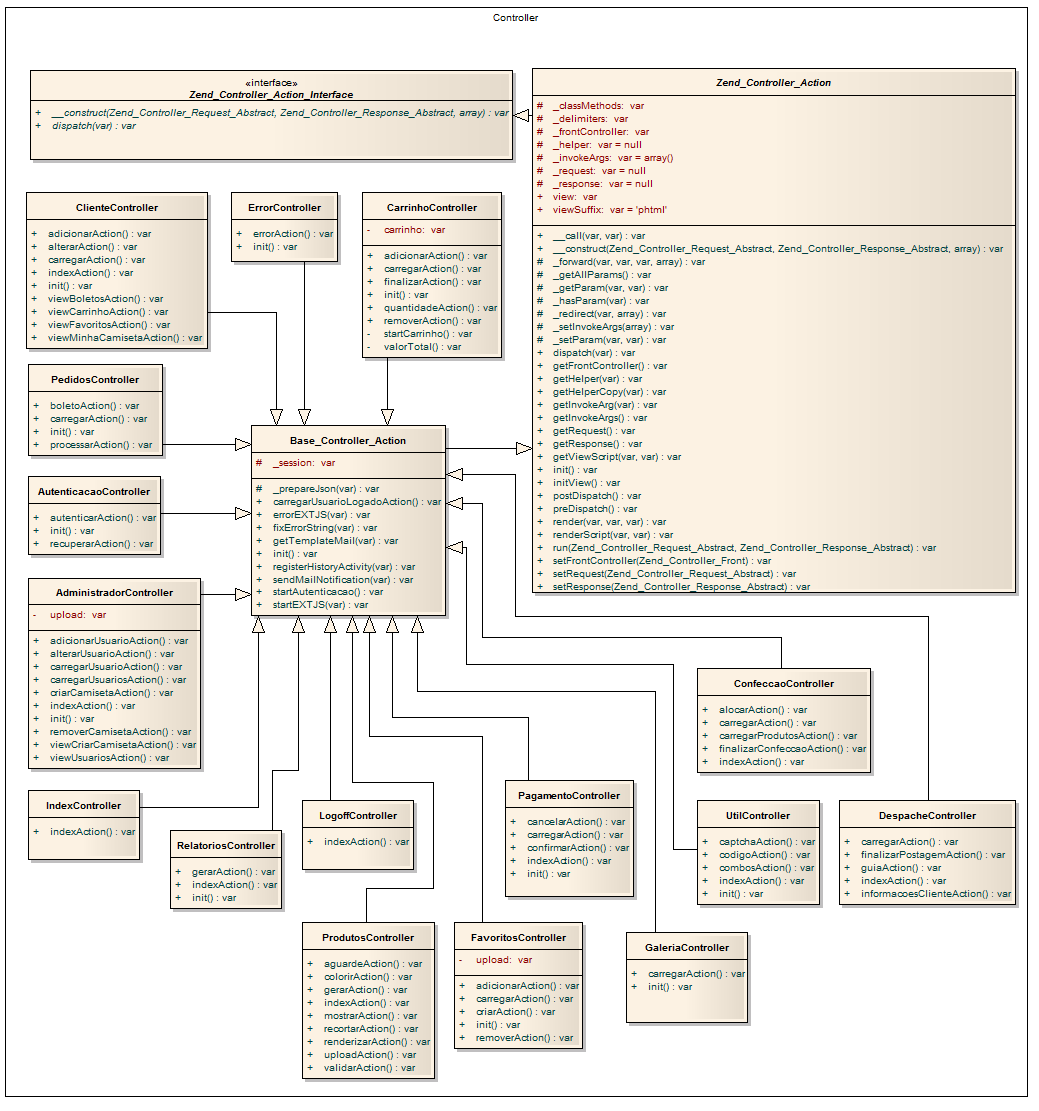 Controller
«interface»
Zend_Controller_Action_Interface
+ __construct(Zend_Controller_Request_Abstract, Zend_Controller_Response_Abstract, array) : var
+ dispatch(var) : var
Zend_Controller_Action
# _classMethods: var
# _delimiters: var
# _frontController: var
# _helper: var = null
# _invokeArgs: var = array()
# _request: var = null
# _response: var = null
+ view: var
+ viewSuffix: var = 'phtml'
+ __call(var, var) : var
+ __construct(Zend_Controller_Request_Abstract, Zend_Controller_Response_Abstract, array) : var
# _forward(var, var, var, array) : var
# _getAllParams() : var
# _getParam(var, var) : var
# _hasParam(var) : var
# _redirect(var, array) : var
# _setInvokeArgs(array) : var
# _setParam(var, var) : var
+ dispatch(var) : var
+ getFrontController() : var
+ getHelper(var) : var
+ getHelperCopy(var, var) : var
+ getInvokeArg(var) : var
+ getInvokeArgs() : var
+ getRequest() : var
+ getResponse() : var
+ getViewScript(var, var) : var
+ init() : var
+ initView() : var
+ postDispatch() : var
+ preDispatch() : var
+ render(var, var, var) : var
+ renderScript(var, var) : var
+ run(Zend_Controller_Request_Abstract, Zend_Controller_Response_Abstract) : var
+ setFrontController(Zend_Controller_Front) : var
+ setRequest(Zend_Controller_Request_Abstract) : var
+ setResponse(Zend_Controller_Response_Abstract) : var
ClienteController
+ adicionarAction() : var
+ alterarAction() : var
+ carregarAction() : var
+ indexAction() : var
+ init() : var
+ viewBoletosAction() : var
+ viewCarrinhoAction() : var
+ viewFavoritosAction() : var
+ viewMinhaCamisetaAction() : var
ErrorController
+ errorAction() : var
+ init() : var
CarrinhoController
- carrinho: var
+ adicionarAction() : var
+ carregarAction() : var
+ finalizarAction() : var
+ init() : var
+ quantidadeAction() : var
+ removerAction() : var
- startCarrinho() : var
- valorTotal() : var
PedidosController
+ boletoAction() : var
+ carregarAction() : var
+ init() : var
+ processarAction() : var
Base_Controller_Action
# _session: var
# _prepareJson(var) : var
+ carregarUsuarioLogadoAction() : var
+ errorEXTJS(var) : var
+ fixErrorString(var) : var
+ getTemplateMail(var) : var
+ init() : var
+ registerHistoryActivity(var) : var
+ sendMailNotification(var) : var
+ startAutenticacao() : var
+ startEXTJS(var) : var
AutenticacaoController
+ autenticarAction() : var
+ init() : var
+ recuperarAction() : var
AdministradorController
- upload: var
+ adicionarUsuarioAction() : var
+ alterarUsuarioAction() : var
+ carregarUsuarioAction() : var
+ carregarUsuariosAction() : var
+ criarCamisetaAction() : var
+ indexAction() : var
+ init() : var
+ removerCamisetaAction() : var
+ viewCriarCamisetaAction() : var
+ viewUsuariosAction() : var
ConfeccaoController
+ alocarAction() : var
+ carregarAction() : var
+ carregarProdutosAction() : var
+ finalizarConfeccaoAction() : var
+ indexAction() : var
IndexController
+ indexAction() : var
RelatoriosController
+ gerarAction() : var
+ indexAction() : var
+ init() : var
LogoffController
+ indexAction() : var
PagamentoController
+ cancelarAction() : var
+ carregarAction() : var
+ confirmarAction() : var
+ indexAction() : var
+ init() : var
UtilController
+ captchaAction() : var
+ codigoAction() : var
+ combosAction() : var
+ indexAction() : var
+ init() : var
DespacheController
+ carregarAction() : var
+ finalizarPostagemAction() : var
+ guiaAction() : var
+ indexAction() : var
+ informacoesClienteAction() : var
ProdutosController
+ aguardeAction() : var
+ colorirAction() : var
+ gerarAction() : var
+ indexAction() : var
+ mostrarAction() : var
+ recortarAction() : var
+ renderizarAction() : var
+ uploadAction() : var
+ validarAction() : var
FavoritosController
- upload: var
+ adicionarAction() : var
+ carregarAction() : var
+ criarAction() : var
+ init() : var
+ removerAction() : var
GaleriaController
+ carregarAction() : var
+ init() : var